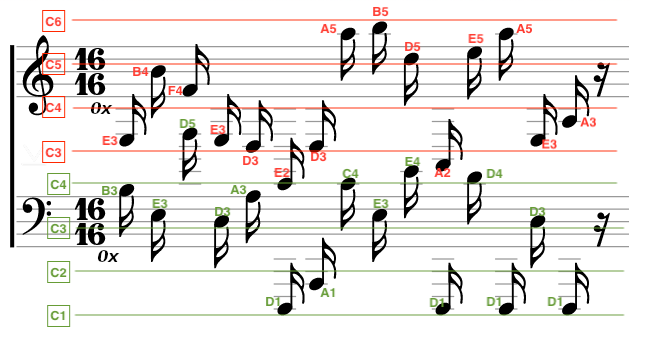 C6 A5 B5 A5
C5 16 B4 D5 E5
16 F4
C4 0x A3
E3 D5 E3 D3 D3 E3
C3 E2 A2
C4 B3 A3 C4 E4 D4
16 E3 D3 E3 D3
C3 16
0x
C2 A1
C1 D1 D1 D1 D1